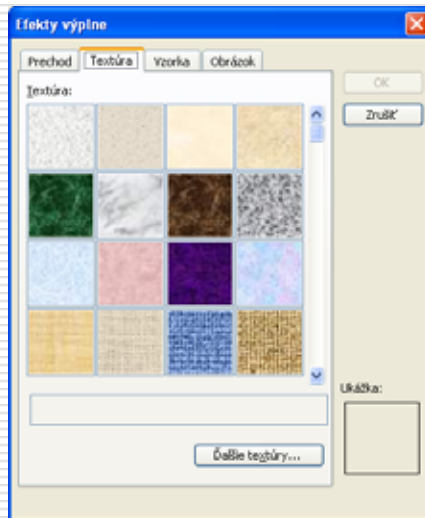 Efekty výplne
Prechod Textúra Vzorka Obrázok
Textúra:
OK
Zrušiť
Ukážka:
Ďalšie textúry...